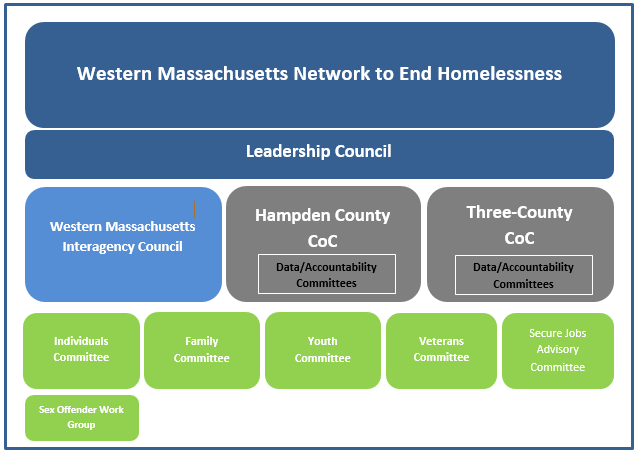 Western Massachusetts Network to End Homelessness
Leadership Council
Western Massachusetts
Interagency Council
Hampden County
CoC
Data/Accountability
Committees
Three-County
CoC
Data/Accountability
Committees
Individuals
Committee
Family
Committee
Youth
Committee
Veterans
Committee
Secure Jobs
Advisory
Committee
Sex Offender Work
Group